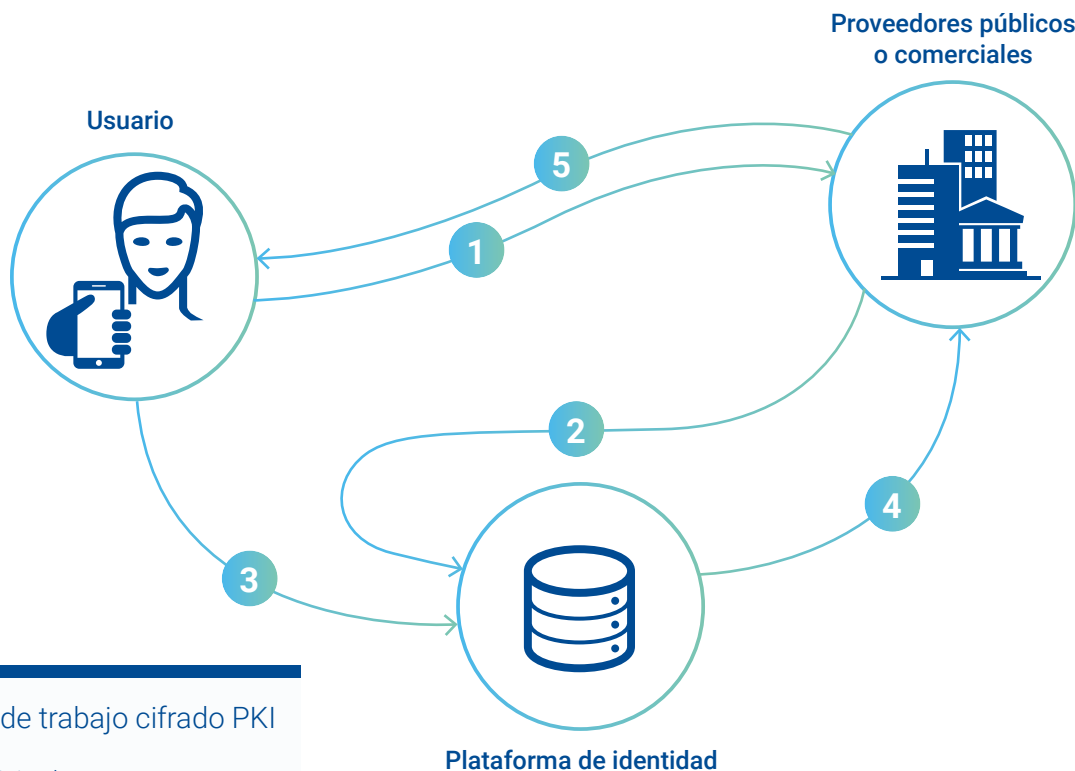 Proveedores públicos
o comerciales
Usuario
5
1
2
4
3
de trabajo cifrado PKI
Plataforma de identidad